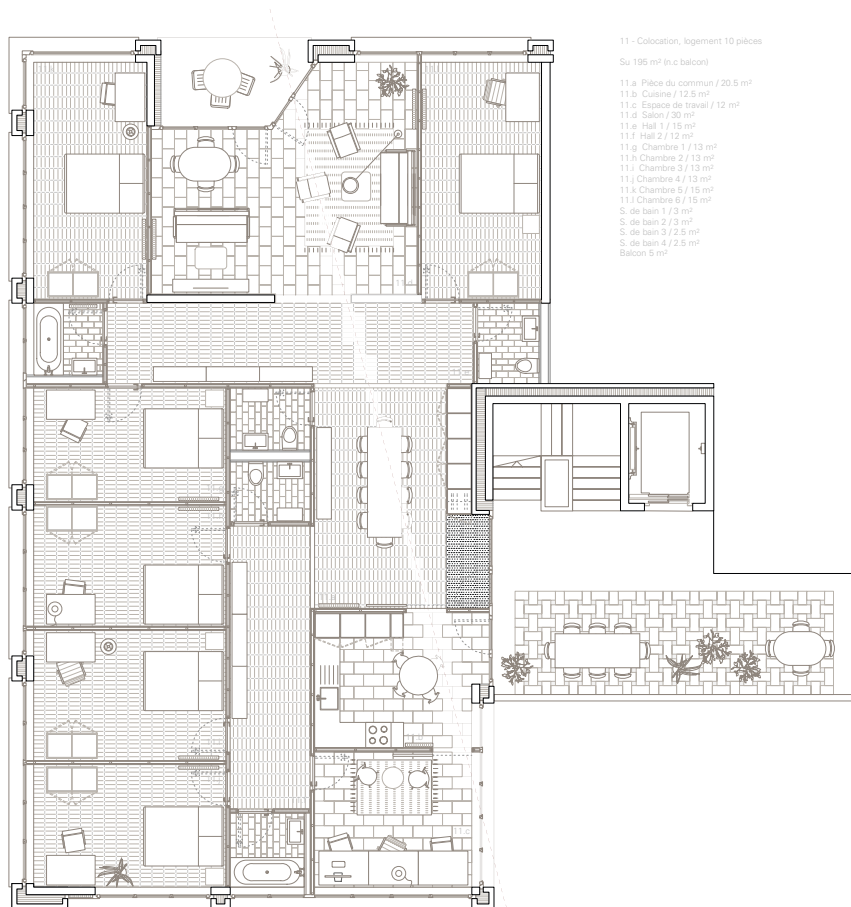 11 - Colocation, logement 10 pièces
Su 195 m² (n.c balcon)
11.a Pièce du commun / 20.5 m²
11.b Cuisine / 12.5 m²
11.c Espace de travail / 12 m²
11.d Salon / 30 m²
11.e Hall 1 / 15 m²
11.f Hall 2 / 12 m²
11.g Chambre 1 / 13 m²
11.h Chambre 2 / 13 m²
11.i Chambre 3 / 13 m²
11.j Chambre 4 / 13 m²
11.k Chambre 5 / 15 m²
11.l Chambre 6 / 15 m²
S. de bain 1 / 3 m²
S. de bain 2 / 3 m²
S. de bain 3 / 2.5 m²
S. de bain 4 / 2.5 m²
Balcon 5 m²
11.d
11.c